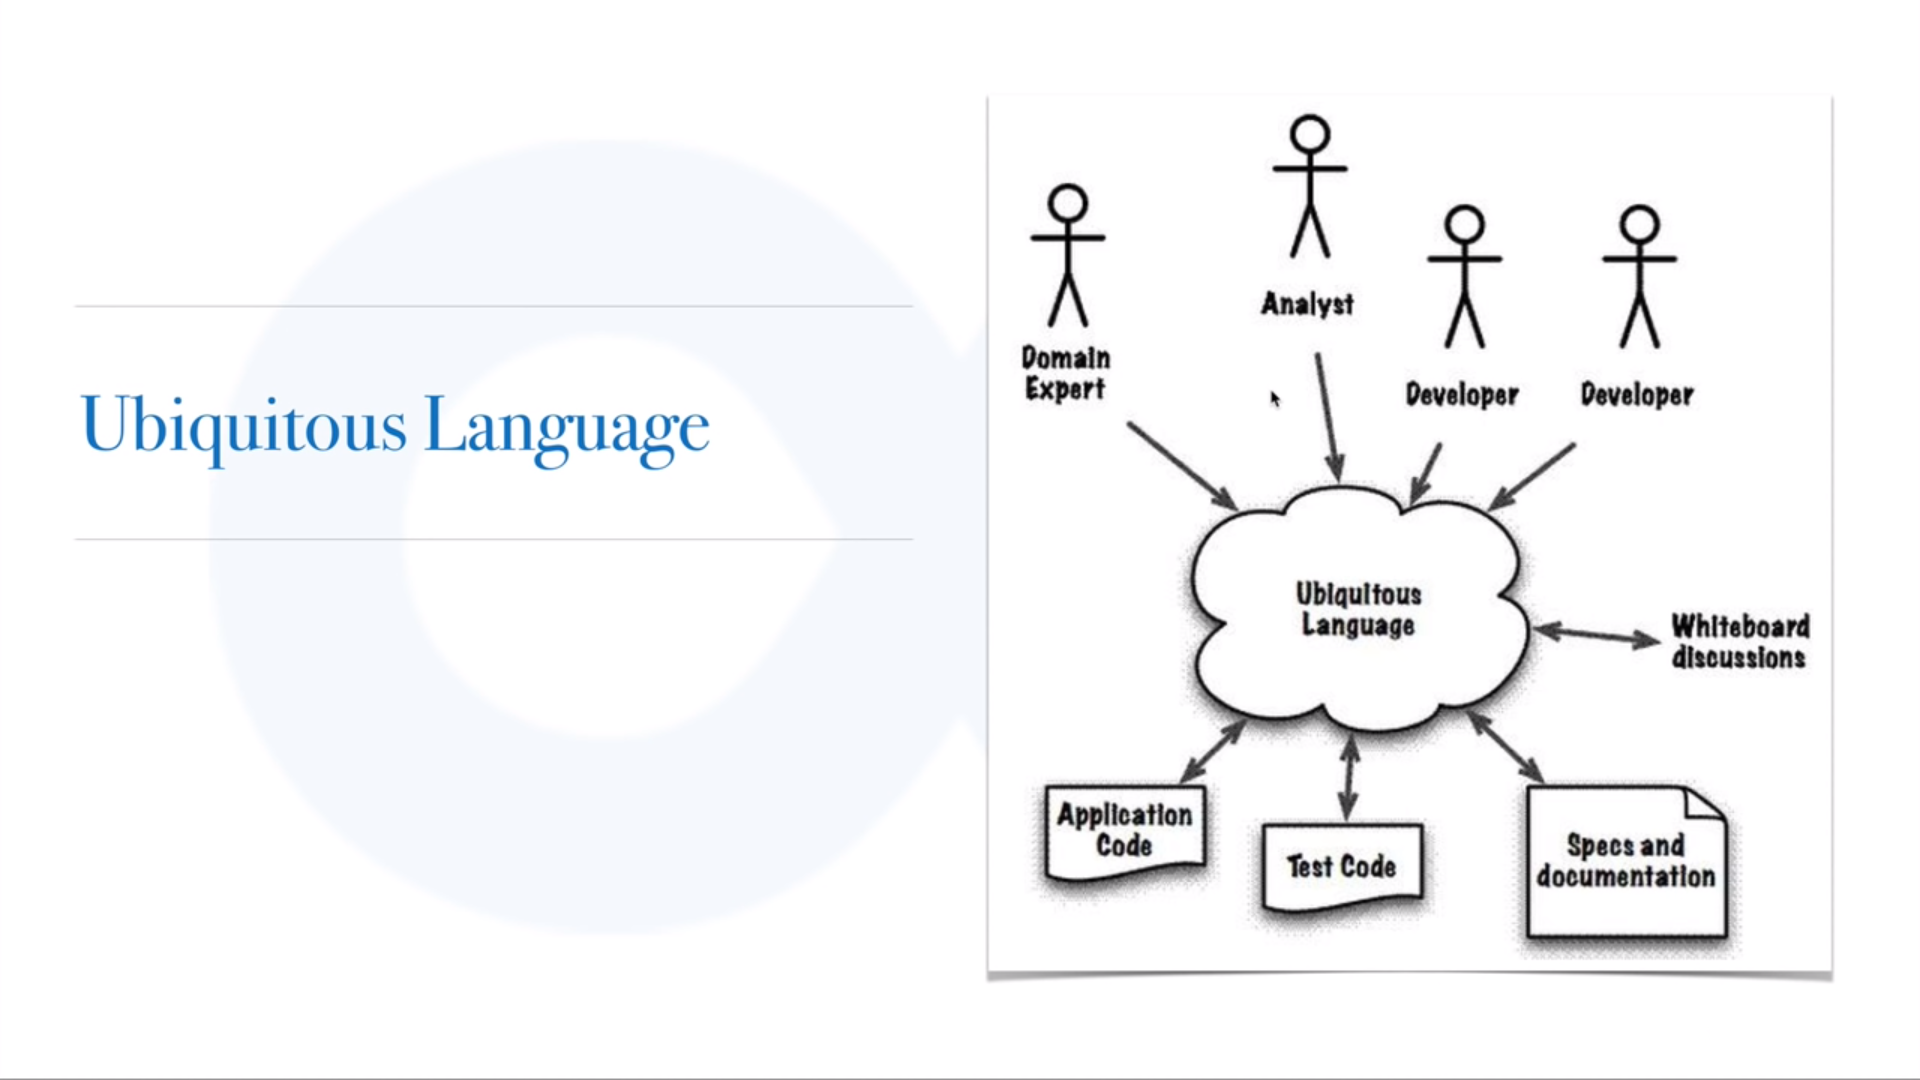 Ubiquitous Language
Analyst
Domain
Expert
Developer
Developer
Ubiquitous
Language
Whiteboard
discussions
Application
Code
Test Code
Specs and
documentation